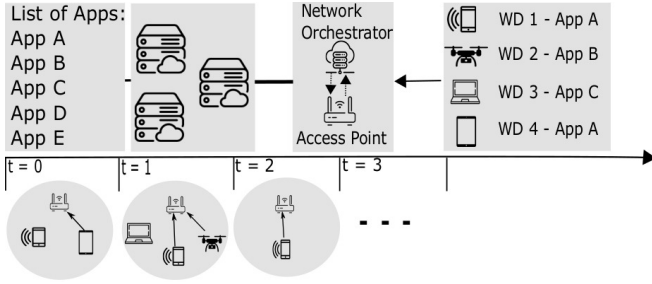 List of Apps:
App A
App B
App C
App D
App E
Network
Orchestrator
Access Point
WD 1 - App A
WD 2 - App B
WD 3 - App C
WD 4 - App A
t = 0
t = 1
t = 2
t = 3
- - -